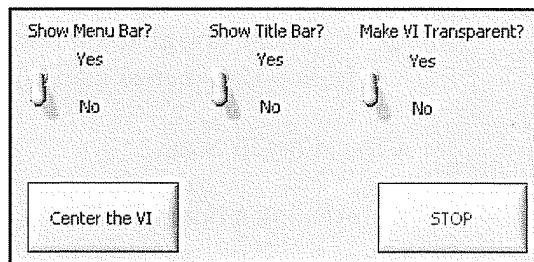 Show Menu Bar? Show Title Bar? Make VI Transparent?
Yes Yes Yes
No No No
Center the VI STOP